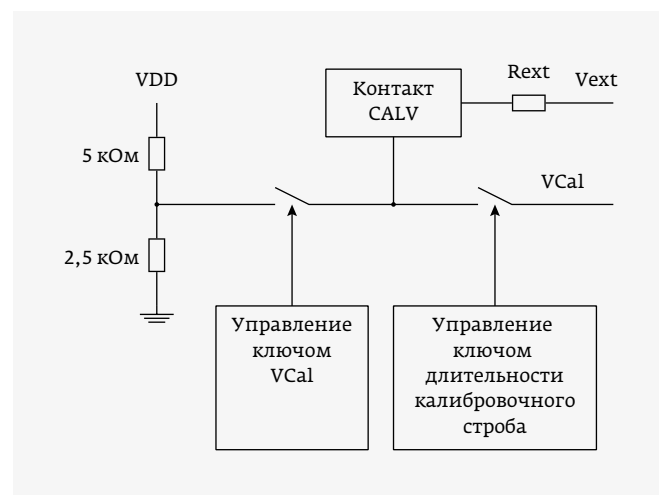 VDD
Контакт
CALV
Rext
Vext
5 кОм
VCal
2,5 кОм
Управление
ключом
VCal
Управление
ключом
длительности
калибровочного
строба